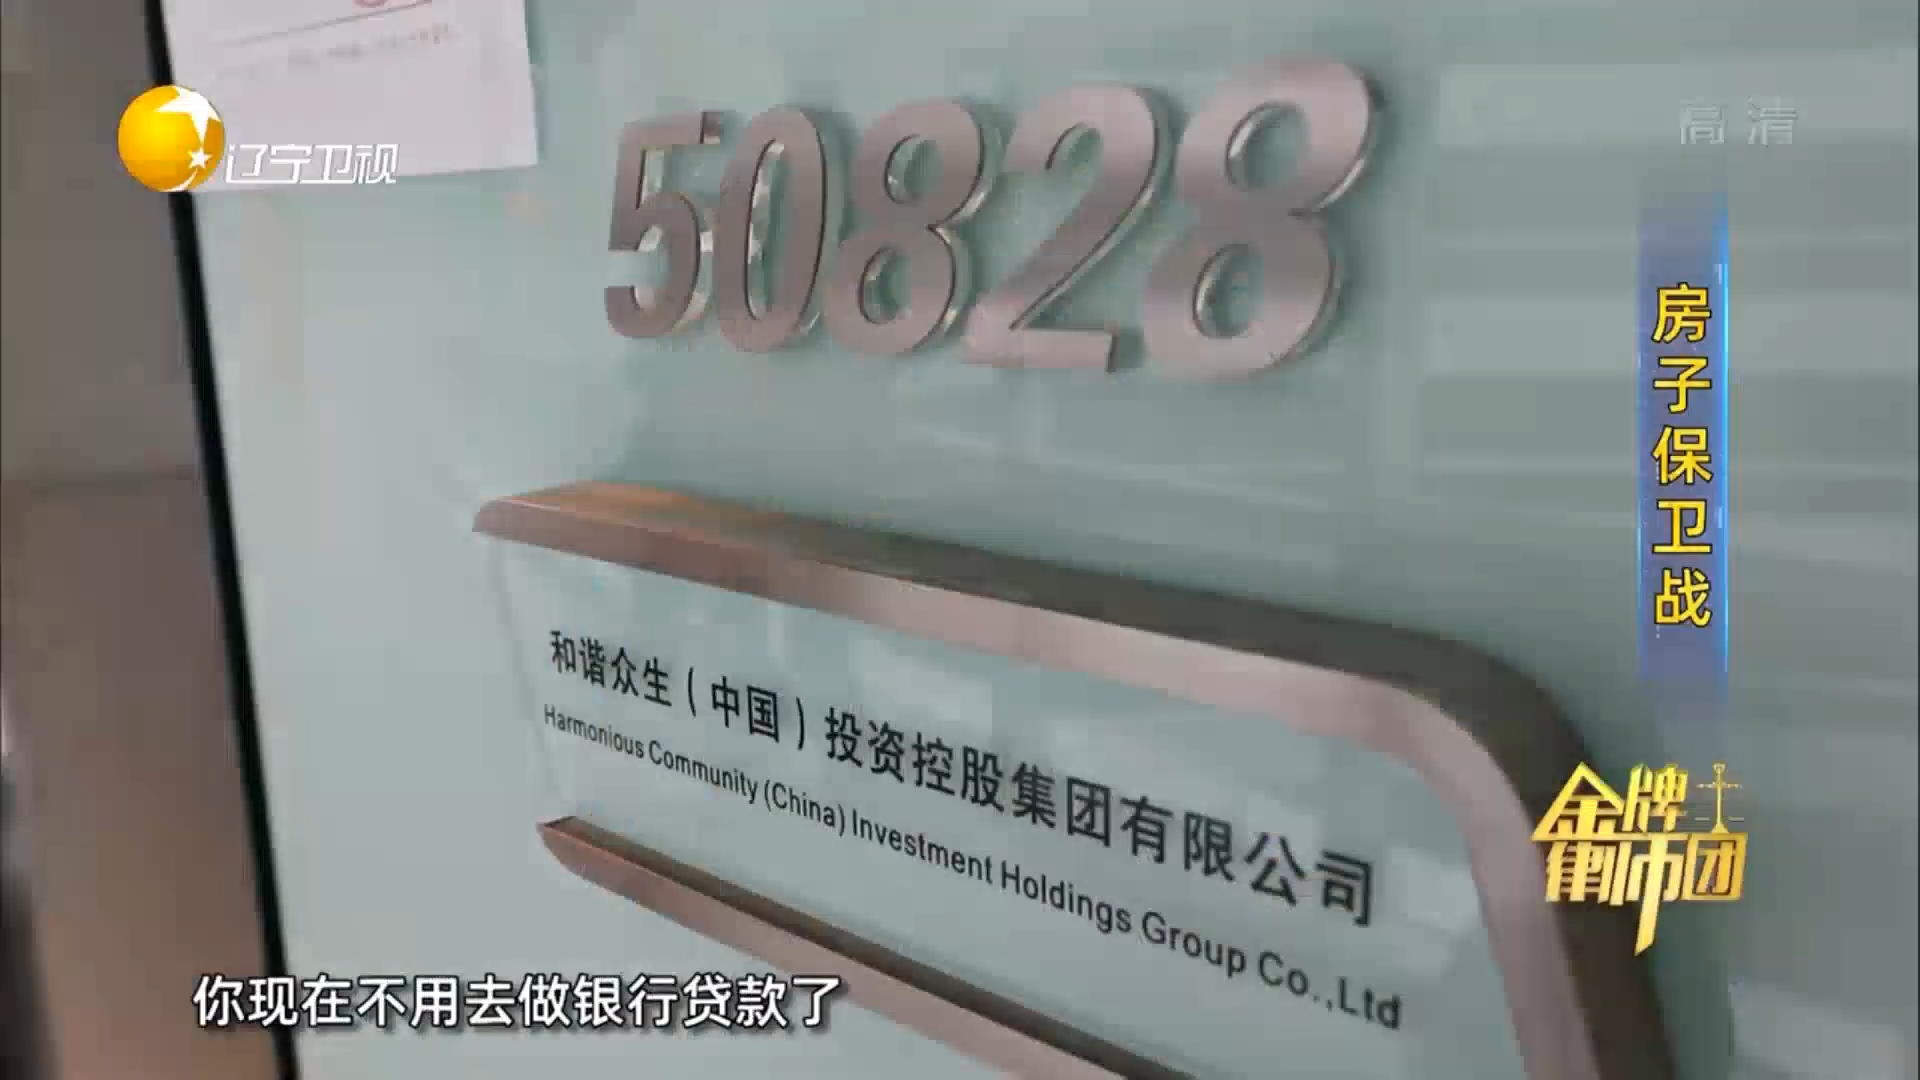 辽宁卫视
高清
50828
房子保卫战
和谐众生（中国）投资控股集团有限公司
Harmonious Community (China) Investment Holdings Group Co.,Ltd
金牌律师团
你现在不用去做银行贷款了